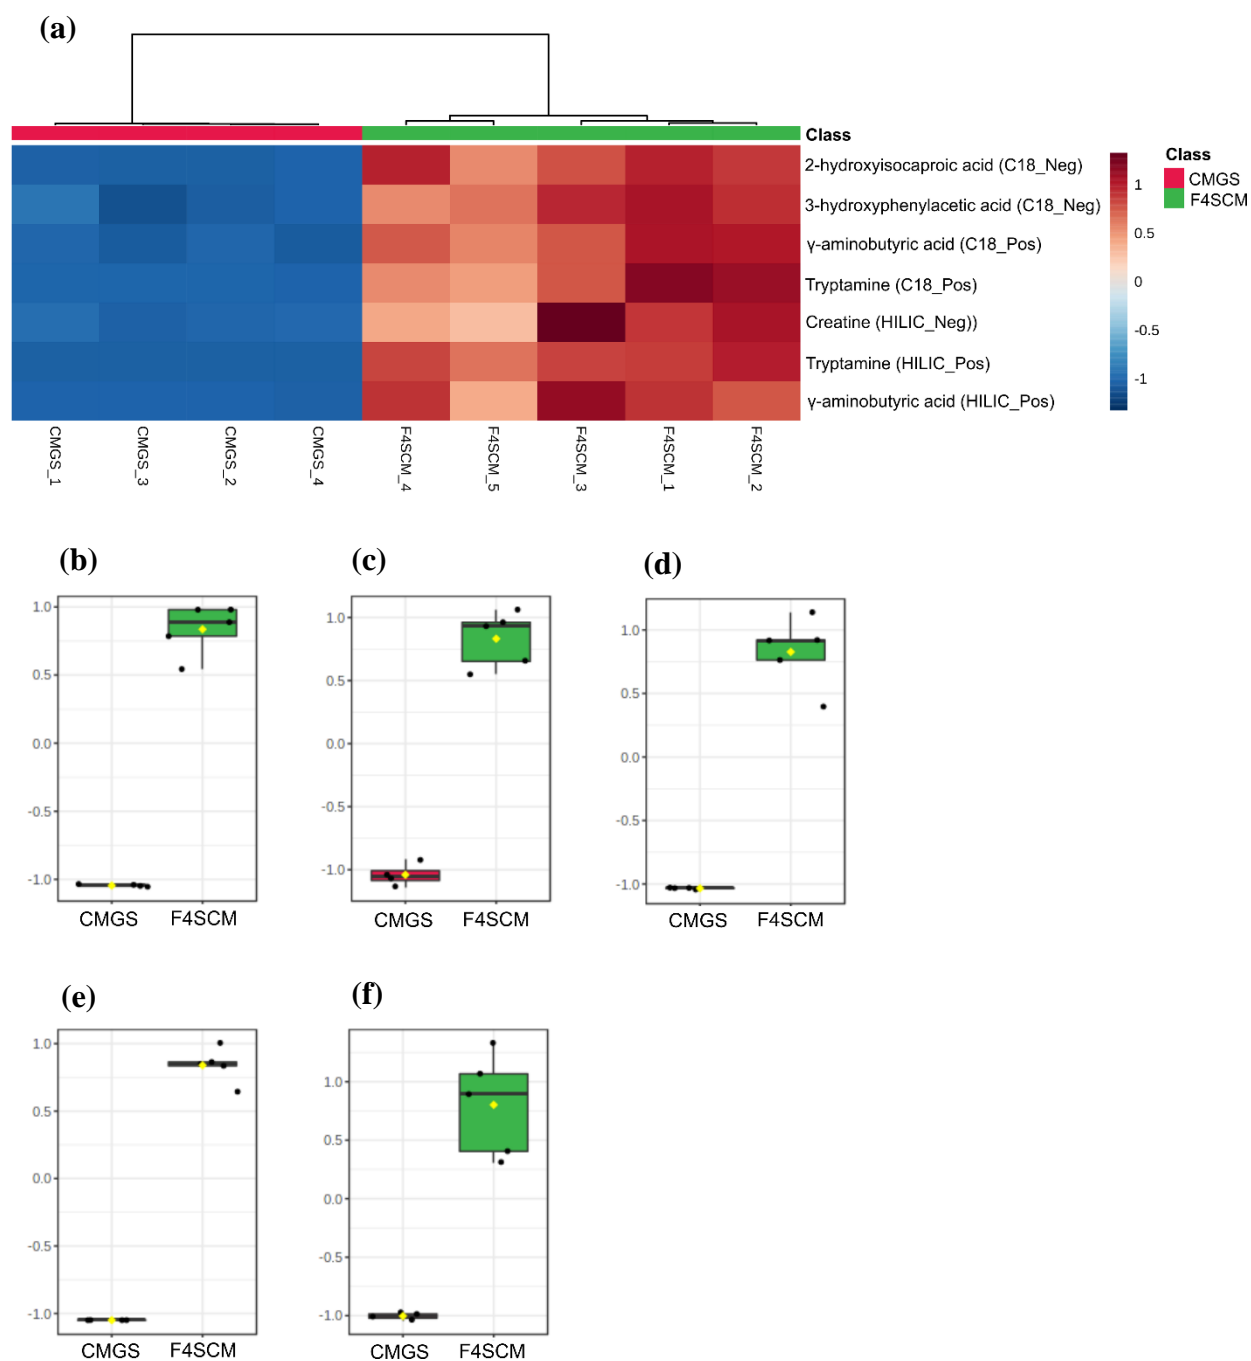 (a)
Class
2-hydroxyisocaproic acid (C18_Neg)
3-hydroxyphenylacetic acid (C18_Neg)
γ-aminobutyric acid (C18_Pos)
Tryptamine (C18_Pos)
Creatine (HILIC_Neg))
Tryptamine (HILIC_Pos)
γ-aminobutyric acid (HILIC_Pos)
1
0.5
0
-0.5
-1
Class
CMGS
F4SCM
CMGS_1
CMGS_3
CMGS_2
CMGS_4
F4SCM_4
F4SCM_5
F4SCM_3
F4SCM_1
F4SCM_2
(b)
1.0
0.5
0.0
-0.5
-1.0
CMGS F4SCM
(c)
1.0
0.5
0.0
-0.5
-1.0
CMGS F4SCM
(d)
1.0
0.5
0.0
-0.5
-1.0
CMGS F4SCM
(e)
1.0
0.5
0.0
-0.5
-1.0
CMGS F4SCM
(f)
1.0
0.5
0.0
-0.5
-1.0
CMGS F4SCM